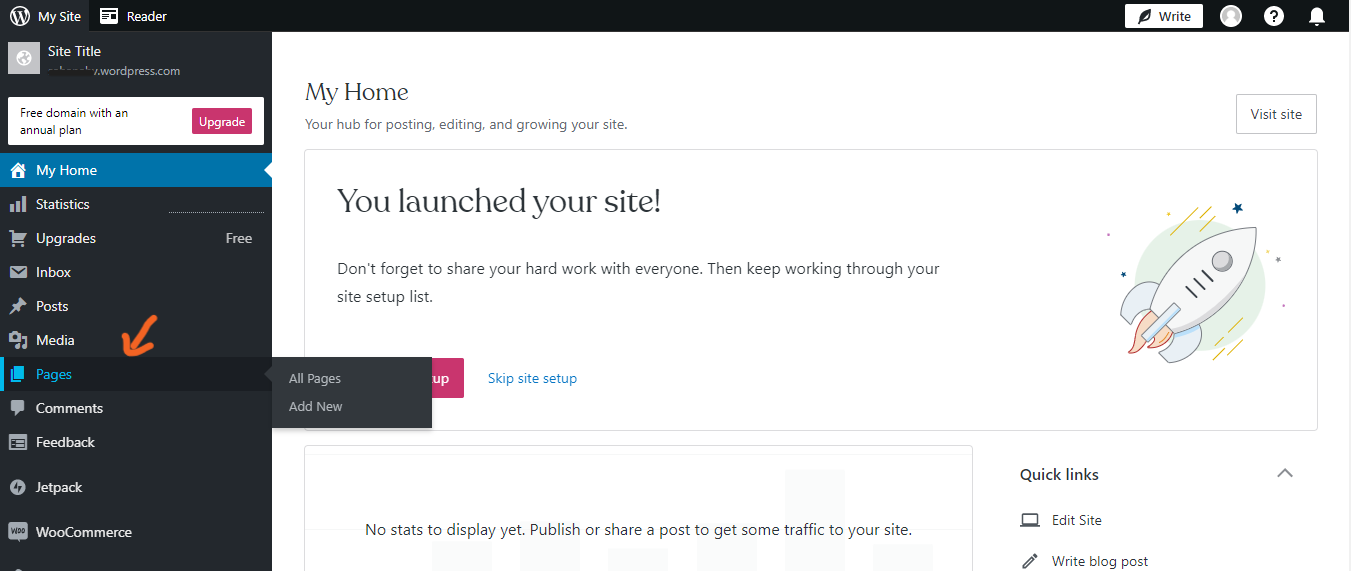 My Site
Reader
Write
Site Title
.wordpress.com
Free domain with an
annual plan
Upgrade
My Home
Statistics
Upgrades
Free
Inbox
Posts
Media
Pages
Comments
Feedback
Jetpack
WooCommerce
All Pages
Add New
My Home
Your hub for posting, editing, and growing your site.
Visit site
You launched your site!
Don't forget to share your hard work with everyone. Then keep working through your
site setup list.
Skip site setup
No stats to display yet. Publish or share a post to get some traffic to your site.
Quick links
Edit Site
Write blog post